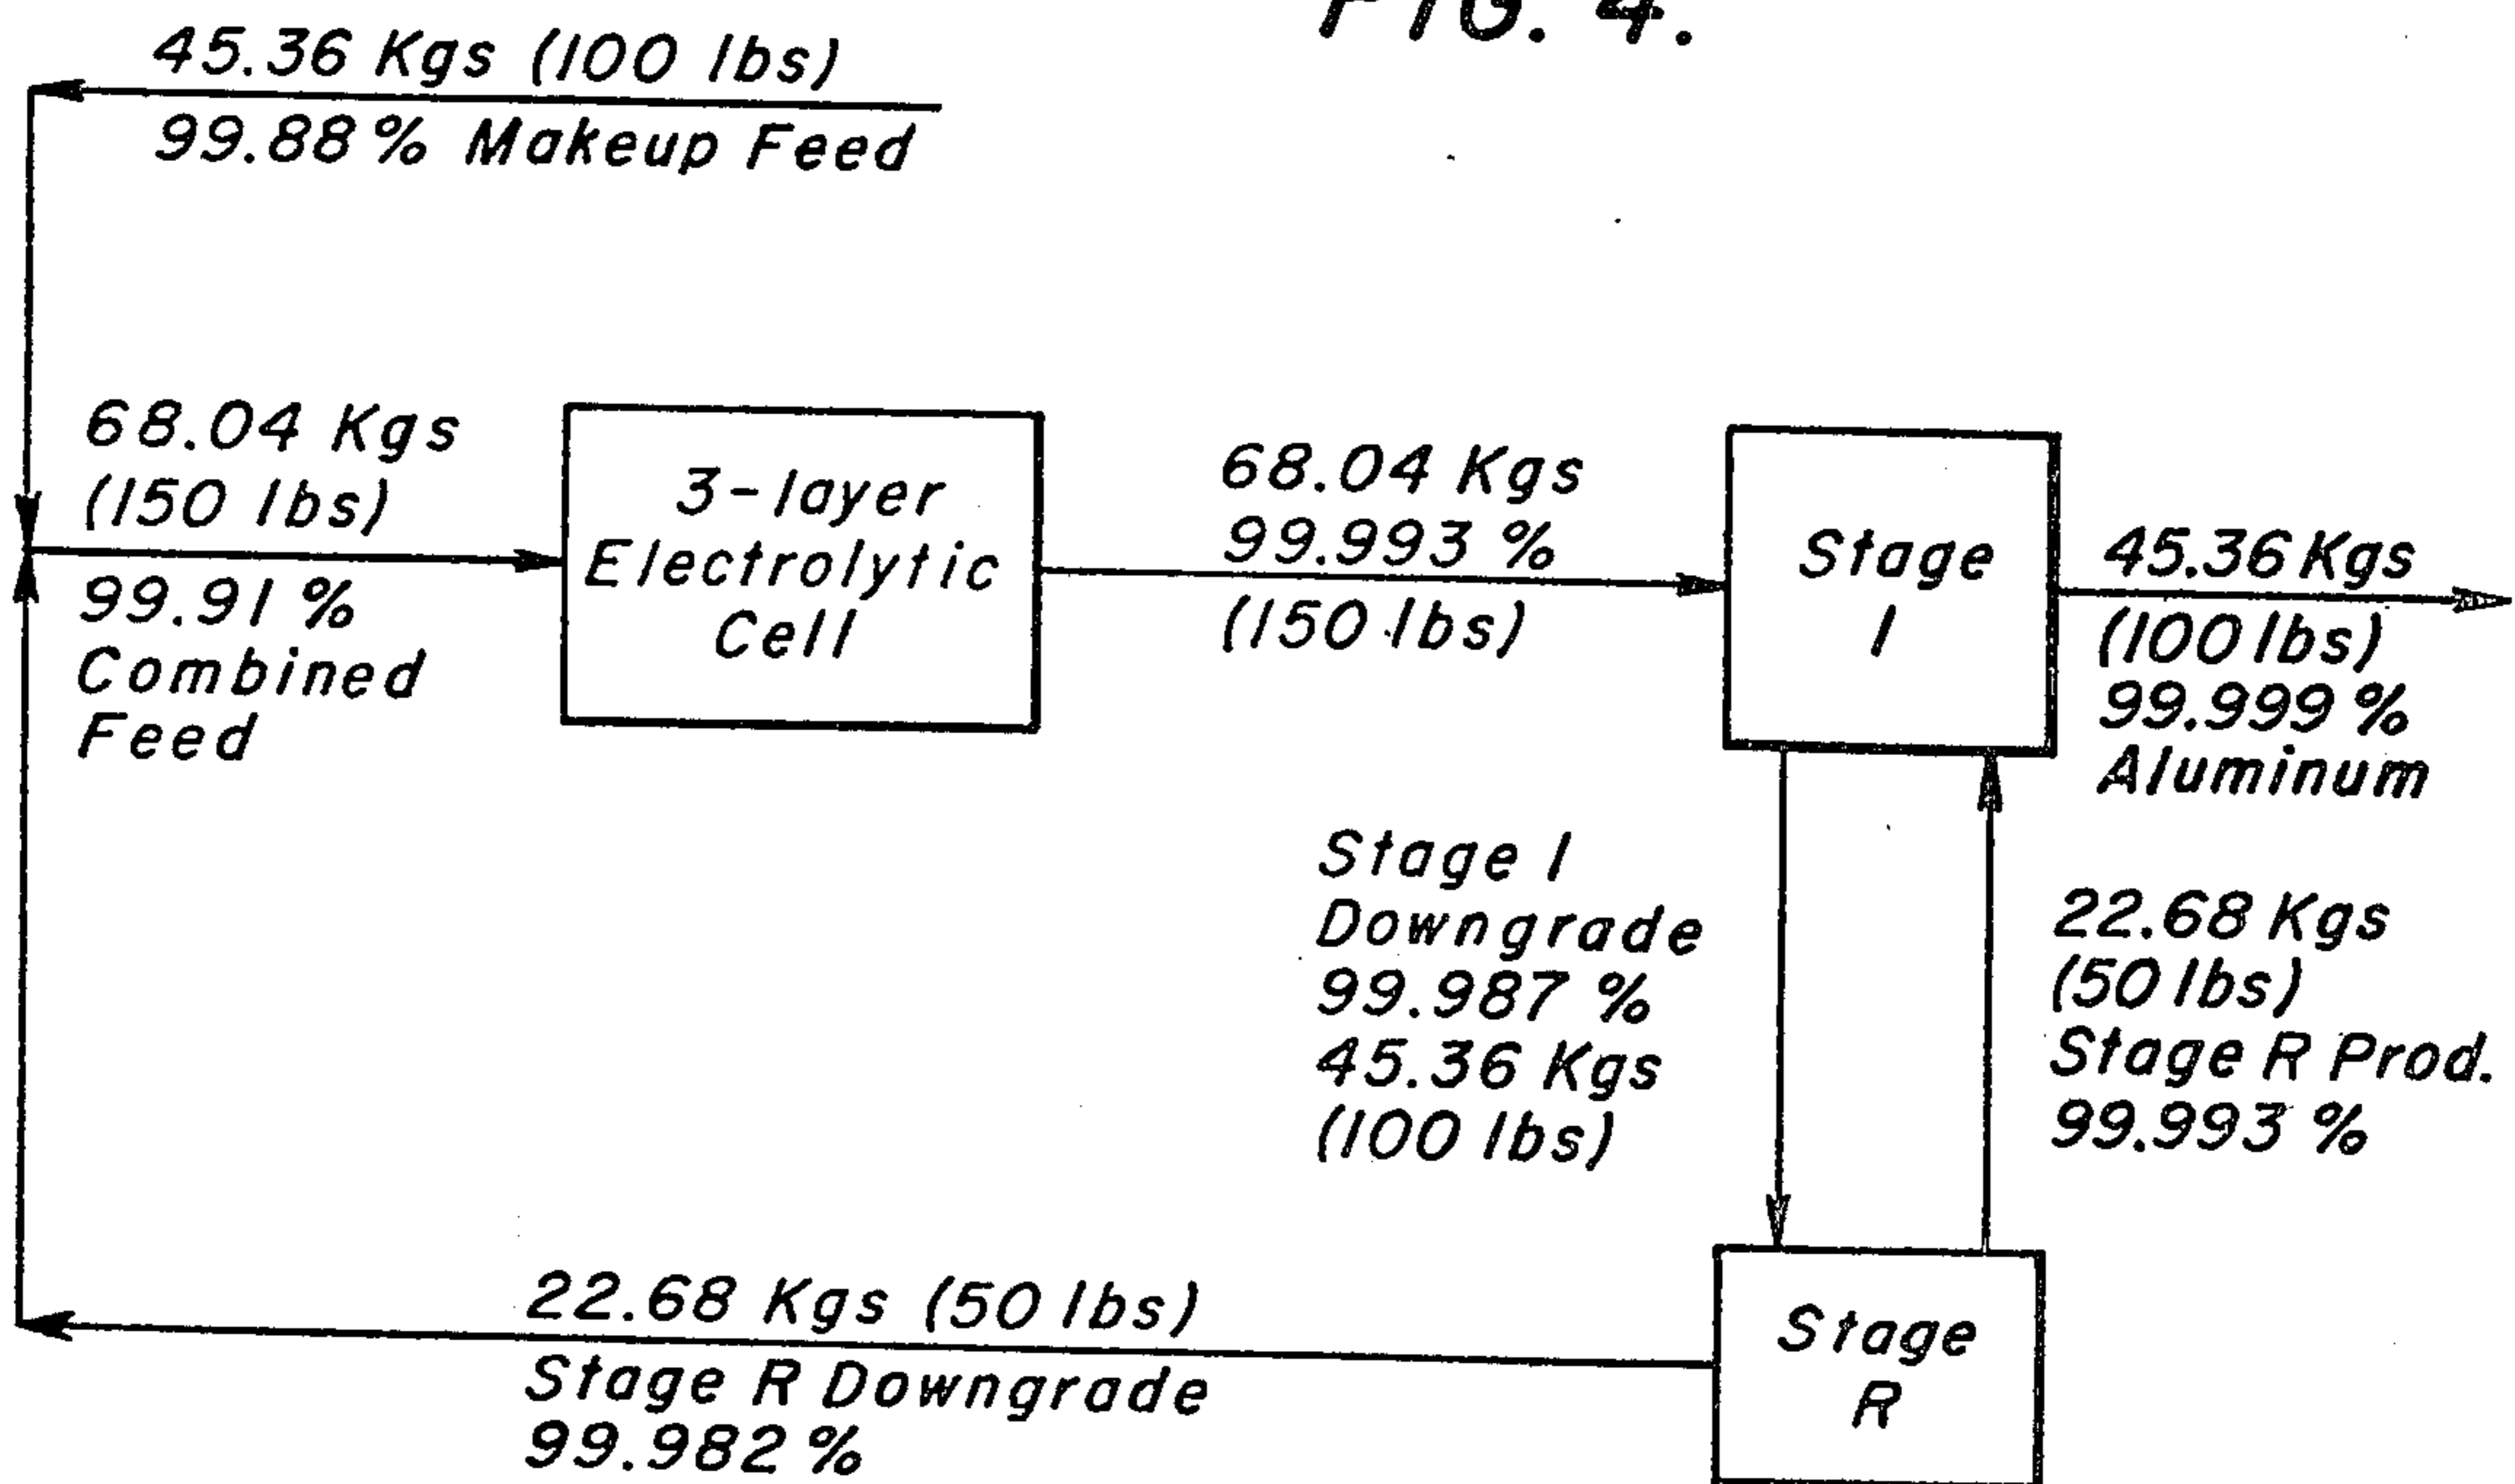 FIG. 4.
45.36 Kgs (100 lbs)
99.88% Makeup Feed
68.04 Kgs
(150 lbs)
99.91 %
Combined
Feed
3-layer
Electrolytic
Cell
68.04 Kgs
99.993 %
(150 lbs)
Stage
I
45.36 Kgs
(100 lbs)
99.999 %
Aluminum
Stage I
Downgrade
99.987 %
45.36 Kgs
(100 lbs)
22.68 Kgs
(50 lbs)
Stage R Prod.
99.993 %
22.68 Kgs (50 lbs)
Stage R Downgrade
99.982 %
Stage
R